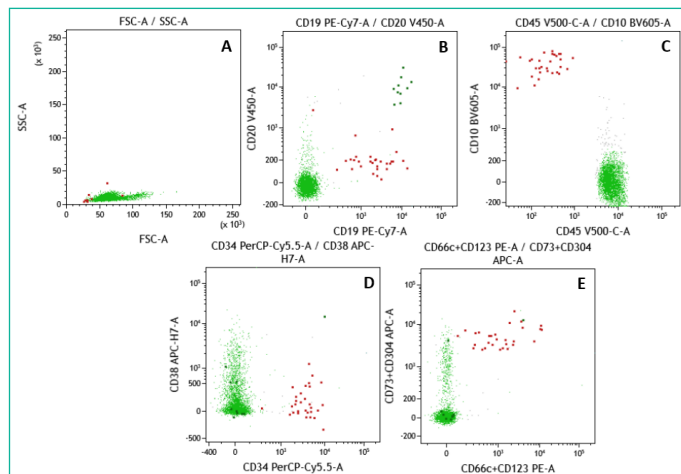 FSC-A / SSC-A
A
(x 10³)
250
200
150
100
50
0
SSC-A
0
50
100
150
200
250
(x 10³)
FSC-A
CD19 PE-Cy7-A / CD20 V450-A
B
10⁵
10⁴
10³
200
0
-200
CD20 V450-A
0
10³
10⁴
10⁵
CD19 PE-Cy7-A
CD45 V500-C-A / CD10 BV605-A
C
10⁵
10⁴
10³
200
0
-200
CD10 BV605-A
10²
10³
10⁴
10⁵
CD45 V500-C-A
CD34 PerCP-Cy5.5-A / CD38 APC-
H7-A
D
10⁵
10⁴
10³
500
0
-500
CD38 APC-H7-A
-400
0
10³
10⁴
10⁵
CD34 PerCP-Cy5.5-A
CD66c+CD123 PE-A / CD73+CD304
APC-A
E
10⁵
10⁴
10³
200
0
-200
CD73+CD304 APC-A
-200
0
10³
10⁴
10⁵
CD66c+CD123 PE-A